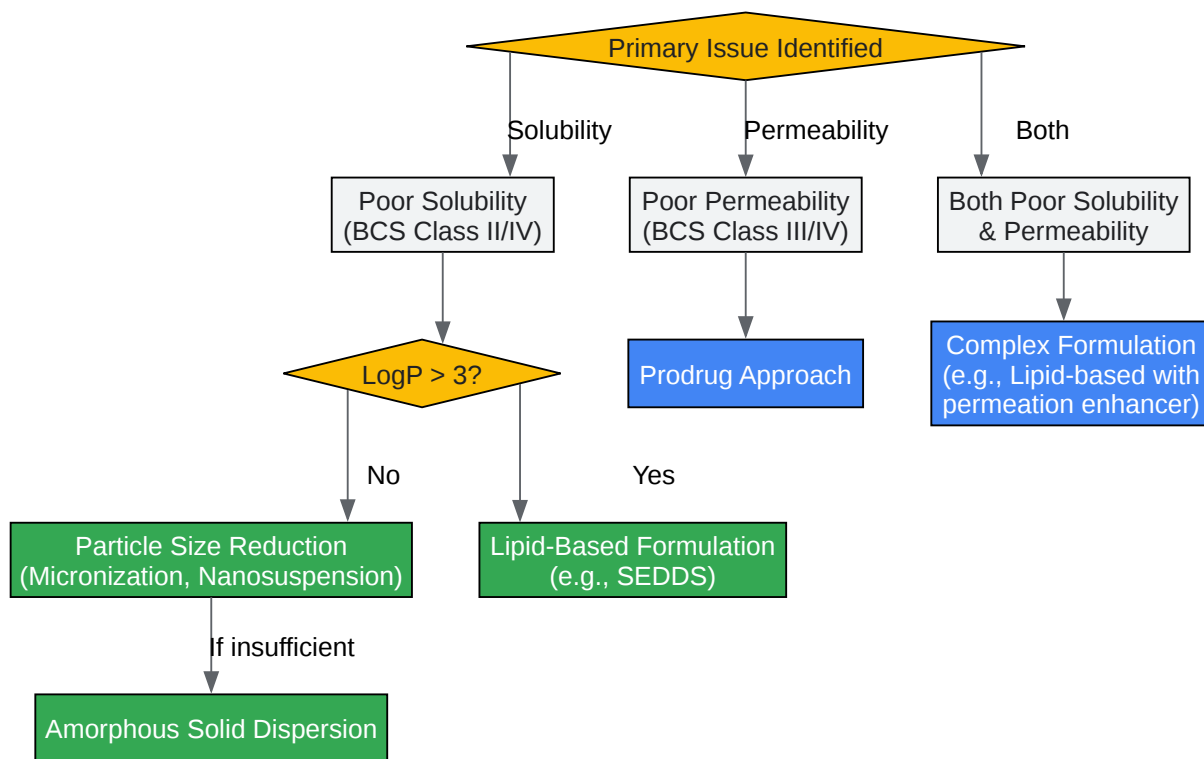 Primary Issue Identified
Solubility
Permeability
Both
Poor Solubility
(BCS Class II/IV)
Poor Permeability
(BCS Class III/IV)
Both Poor Solubility
& Permeability
LogP > 3?
Prodrug Approach
Complex Formulation
(e.g., Lipid-based with
permeation enhancer)
No
Yes
Particle Size Reduction
(Micronization, Nanosuspension)
Lipid-Based Formulation
(e.g., SEDDS)
If insufficient
Amorphous Solid Dispersion